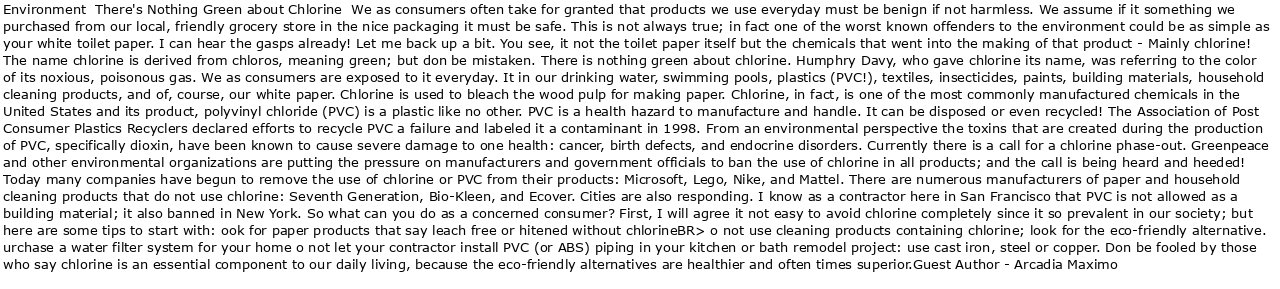 Environment  There's Nothing Green about Chlorine  We as consumers often take for granted that products we use everyday must be benign if not harmless. We assume if it something we
purchased from our local, friendly grocery store in the nice packaging it must be safe. This is not always true; in fact one of the worst known offenders to the environment could be as simple as
your white toilet paper. I can hear the gasps already! Let me back up a bit. You see, it not the toilet paper itself but the chemicals that went into the making of that product - Mainly chlorine!
The name chlorine is derived from chloros, meaning green; but don be mistaken. There is nothing green about chlorine. Humphry Davy, who gave chlorine its name, was referring to the color
of its noxious, poisonous gas. We as consumers are exposed to it everyday. It in our drinking water, swimming pools, plastics (PVC!), textiles, insecticides, paints, building materials, household
cleaning products, and of, course, our white paper. Chlorine is used to bleach the wood pulp for making paper. Chlorine, in fact, is one of the most commonly manufactured chemicals in the
United States and its product, polyvinyl chloride (PVC) is a plastic like no other. PVC is a health hazard to manufacture and handle. It can be disposed or even recycled! The Association of Post
Consumer Plastics Recyclers declared efforts to recycle PVC a failure and labeled it a contaminant in 1998. From an environmental perspective the toxins that are created during the production
of PVC, specifically dioxin, have been known to cause severe damage to one health: cancer, birth defects, and endocrine disorders. Currently there is a call for a chlorine phase-out. Greenpeace
and other environmental organizations are putting the pressure on manufacturers and government officials to ban the use of chlorine in all products; and the call is being heard and heeded!
Today many companies have begun to remove the use of chlorine or PVC from their products: Microsoft, Lego, Nike, and Mattel. There are numerous manufacturers of paper and household
cleaning products that do not use chlorine: Seventh Generation, Bio-Kleen, and Ecover. Cities are also responding. I know as a contractor here in San Francisco that PVC is not allowed as a
building material; it also banned in New York. So what can you do as a concerned consumer? First, I will agree it not easy to avoid chlorine completely since it so prevalent in our society; but
here are some tips to start with: ook for paper products that say leach free or hitened without chlorineBR> o not use cleaning products containing chlorine; look for the eco-friendly alternative.
urchase a water filter system for your home o not let your contractor install PVC (or ABS) piping in your kitchen or bath remodel project: use cast iron, steel or copper. Don be fooled by those
who say chlorine is an essential component to our daily living, because the eco-friendly alternatives are healthier and often times superior.Guest Author - Arcadia Maximo